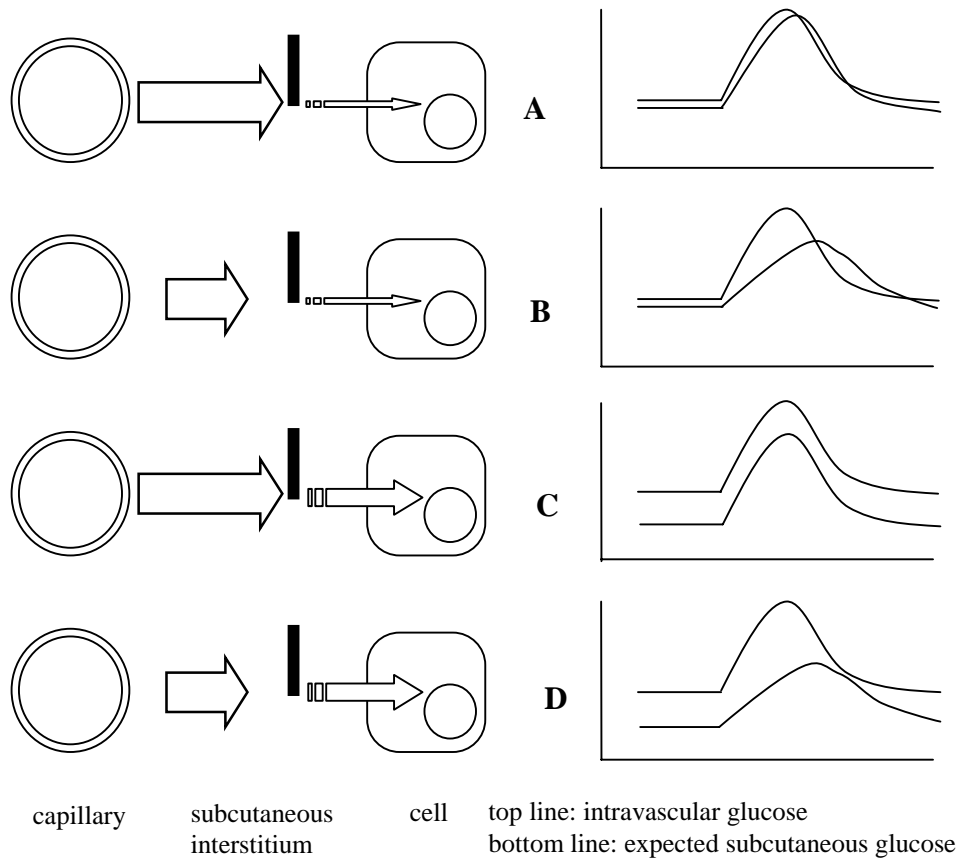 A
B
C
D
capillary
subcutaneous
interstitium
cell
top line: intravascular glucose
bottom line: expected subcutaneous glucose